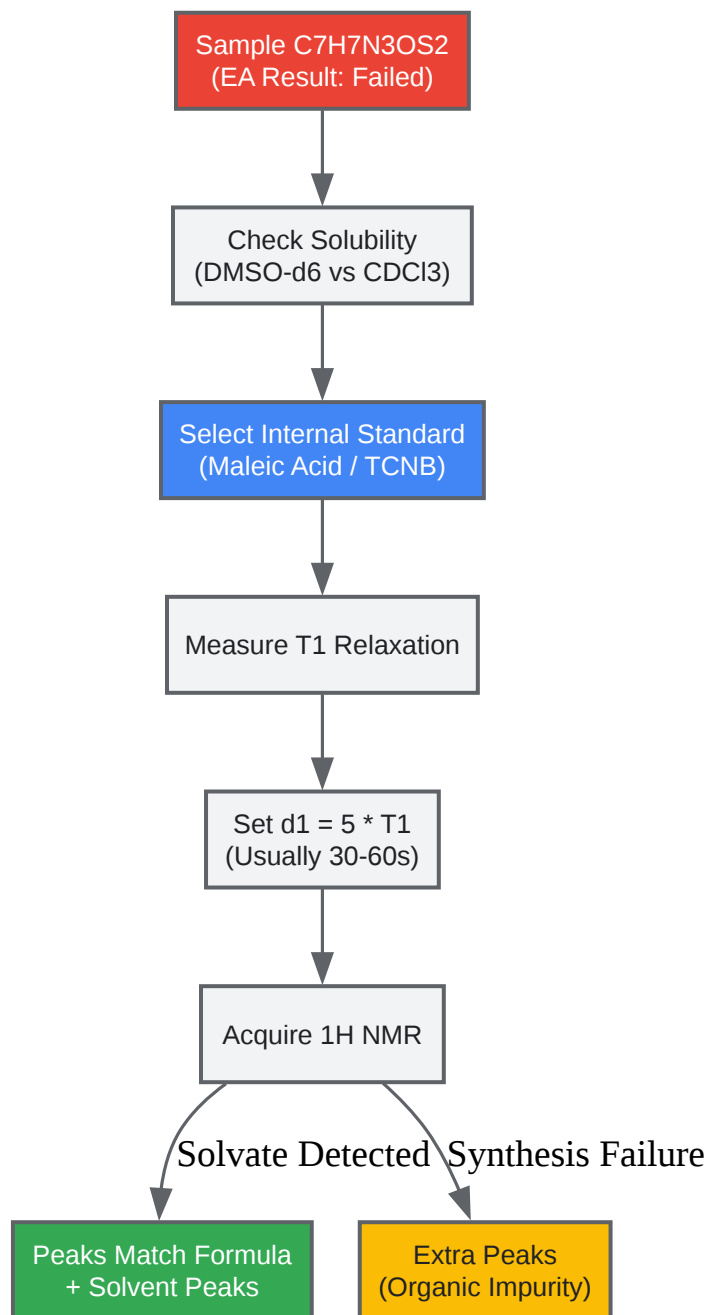 Sample C7H7N3OS2
(EA Result: Failed)
Check Solubility
(DMSO-d6 vs CDCl3)
Select Internal Standard
(Maleic Acid / TCNB)
Measure T1 Relaxation
Set d1 = 5 * T1
(Usually 30-60s)
Acquire 1H NMR
Solvate Detected
Synthesis Failure
Peaks Match Formula
+ Solvent Peaks
Extra Peaks
(Organic Impurity)